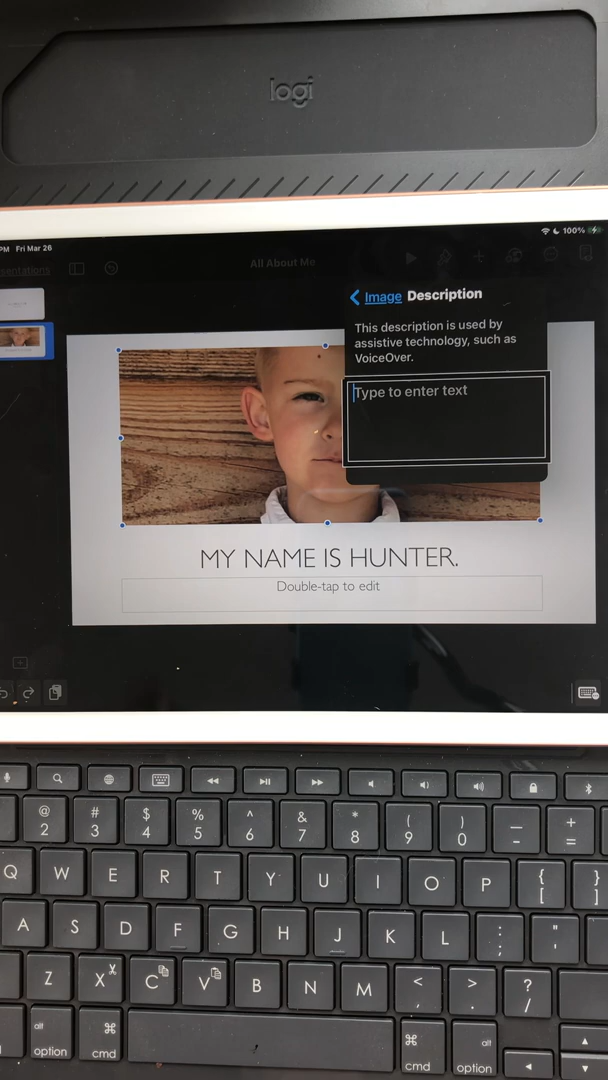 logi
PM Fri Mar 26
100%
sentations
All About Me
Image Description
This description is used by
assistive technology, such as
VoiceOver.
Type to enter text
MY NAME IS HUNTER.
Double-tap to edit
@ # $ % ^ & * ( ) — +
2 3 4 5 6 7 8 9 0 - =
Q W E R T Y U I O P { [ } ]
A S D F G H J K L : ; " '
Z X C V B N M < , > . ? /
alt option ⌘ cmd ⌘ cmd alt option